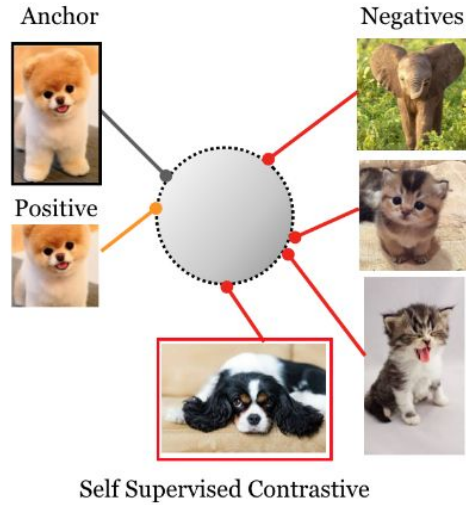 Anchor
Negatives
Positive
Self Supervised Contrastive